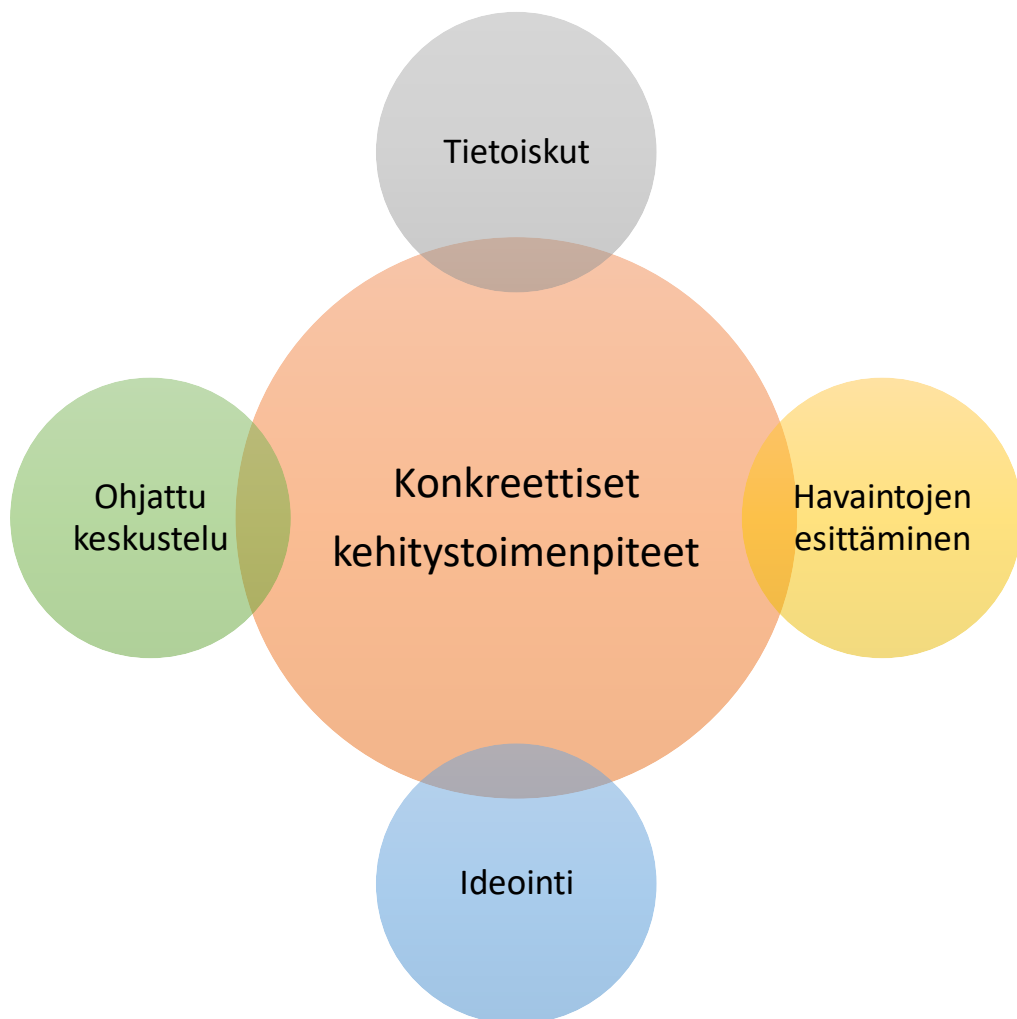 Tietoiskut
Ohjattu
keskustelu
Konkreettiset
kehitystoimenpiteet
Havaintojen
esittäminen
Ideointi